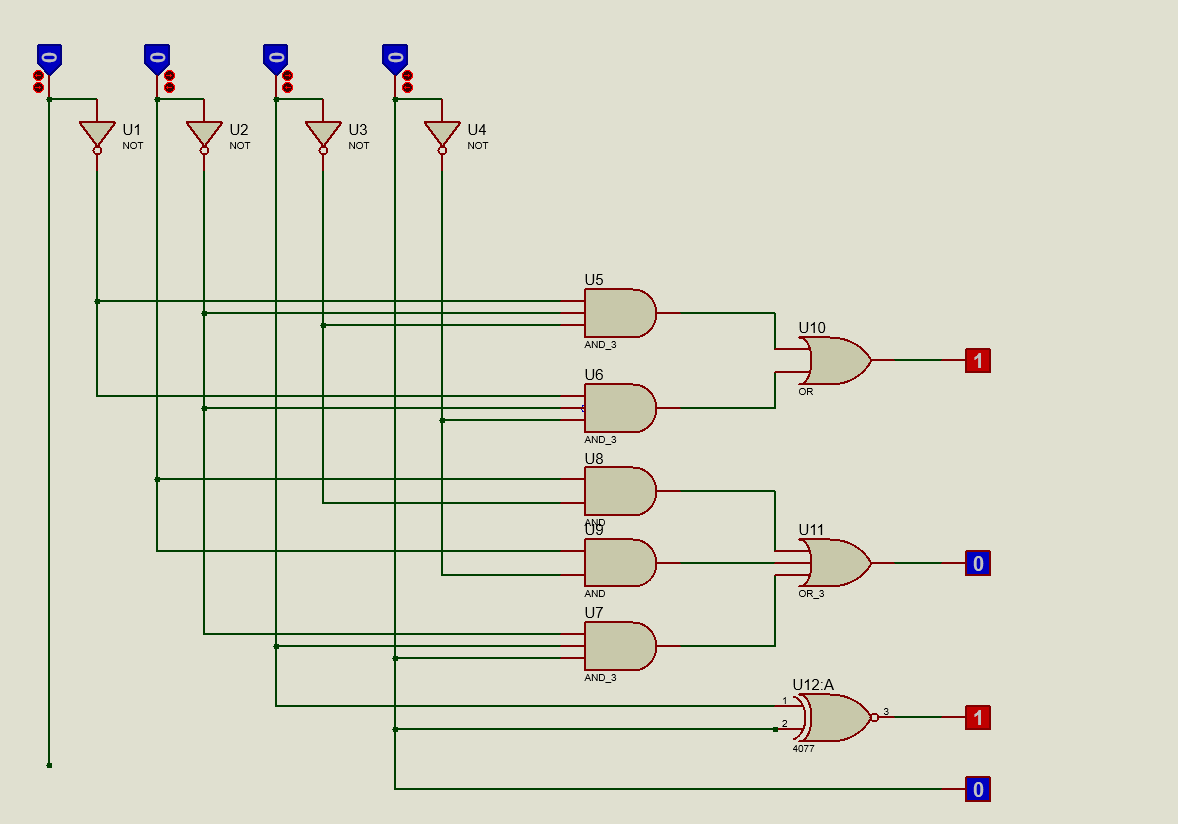 0 0 0 0
U1 U2 U3 U4
NOT NOT NOT NOT
U5
AND_3
U10
1
OR
U6
AND_3
U8
AND
U9
AND
U11
0
OR_3
U7
AND_3
U12:A
1
2
3
1
4077
0